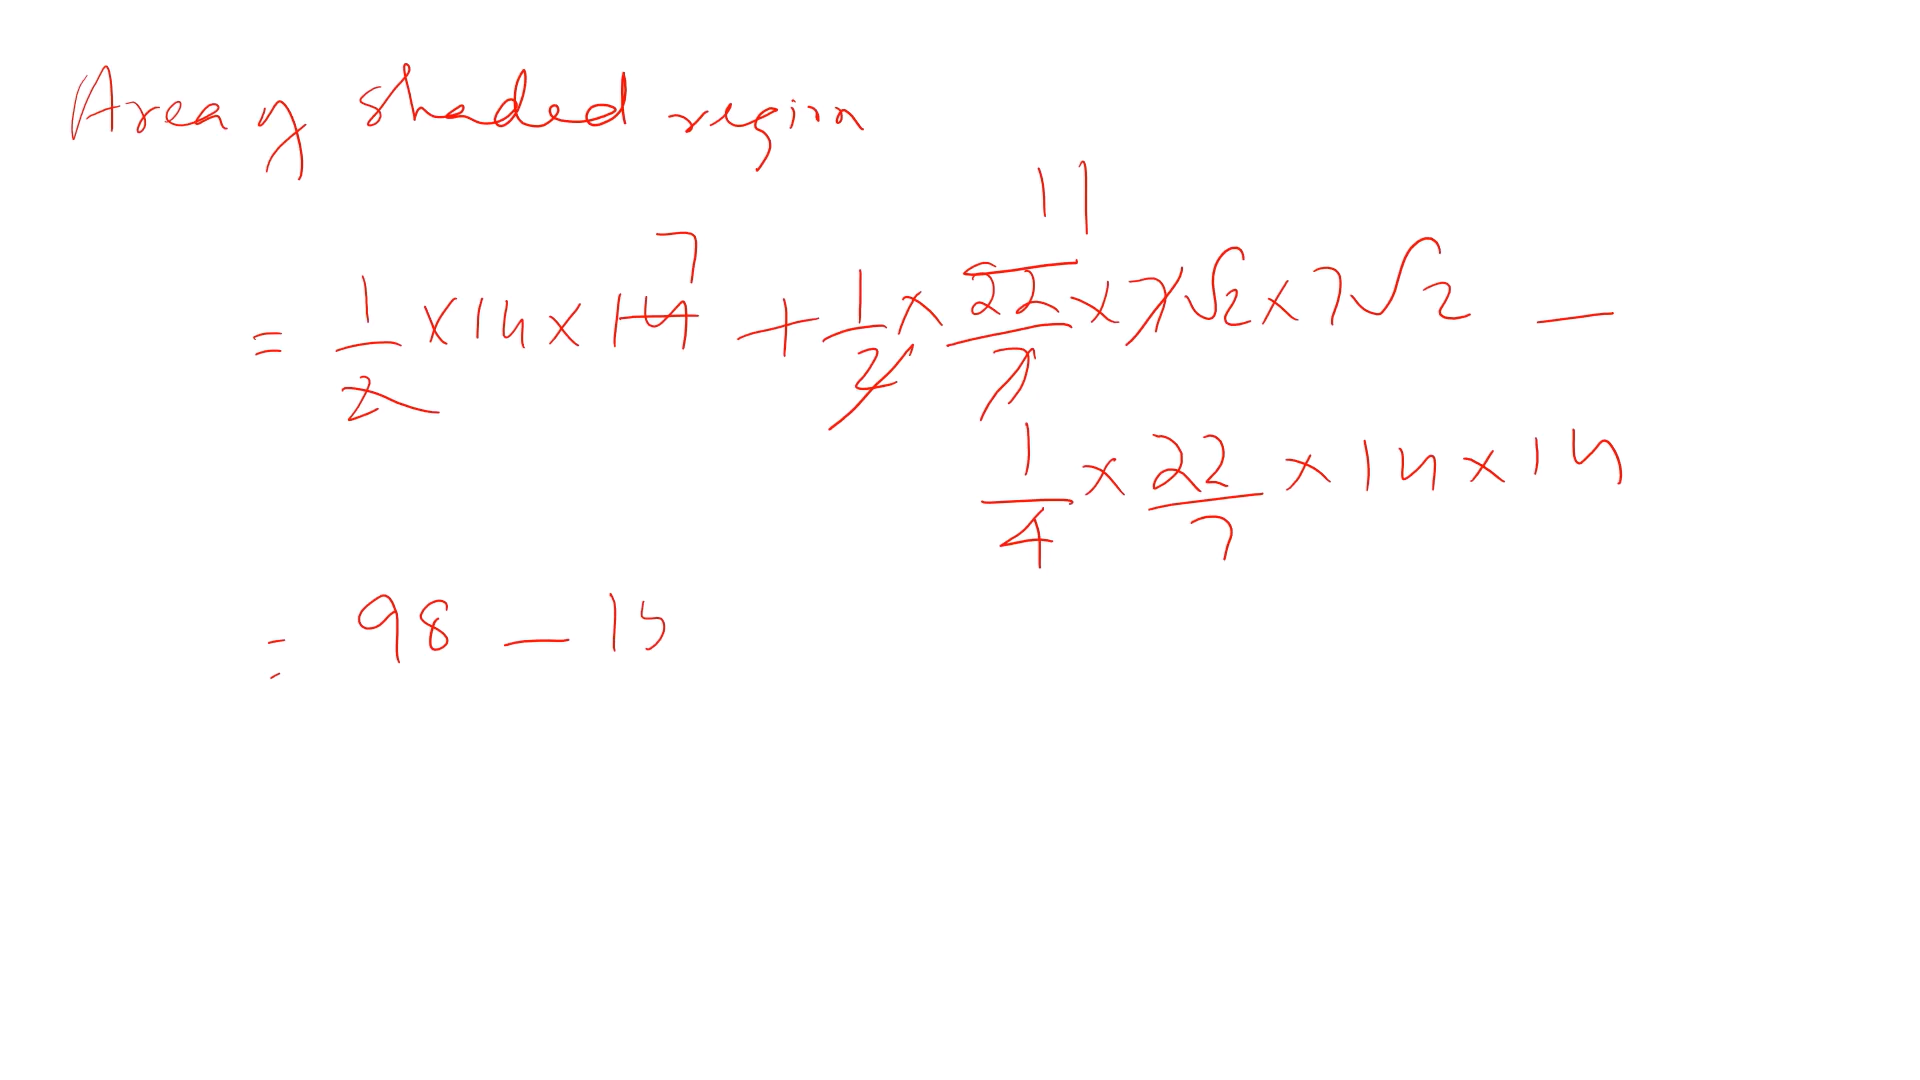 Area of shaded region
= 1/2 × 14 × 14 7 + 1/2 × 22/7 11 × 7√2 × 7√2 —
1/4 × 22/7 × 14 × 14
= 98 — 15